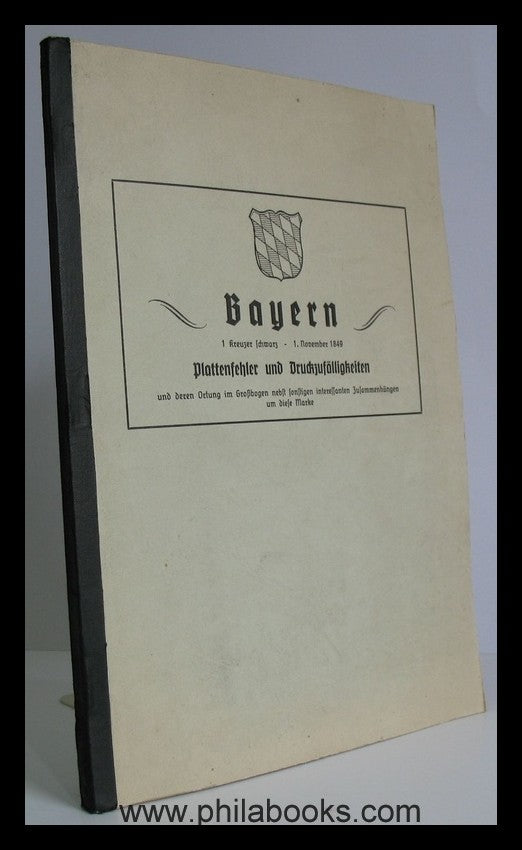 Bayern
1 Kreuzer schwarz - 1. November 1849
Plattenfehler und Druckzufälligkeiten
und deren Ortung im Großbogen nebst sonstigen interessanten Zusammenhängen
um diese Marke
www.philabooks.com